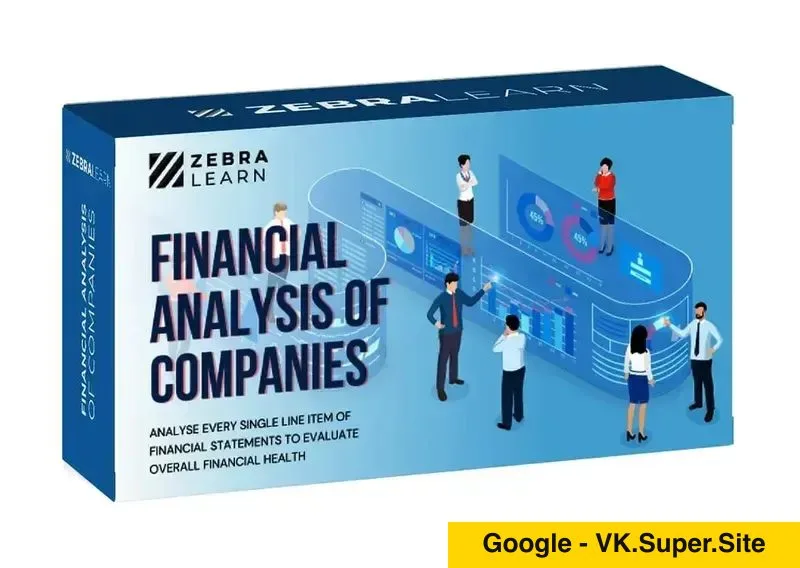 ZEBRALEARN
ZEBRALEARN
FINANCIAL ANALYSIS
OF COMPANIES
ZEBRA
LEARN
FINANCIAL
ANALYSIS OF
COMPANIES
ANALYSE EVERY SINGLE LINE ITEM OF
FINANCIAL STATEMENTS TO EVALUATE
OVERALL FINANCIAL HEALTH
45%
45%
Google - VK.Super.Site